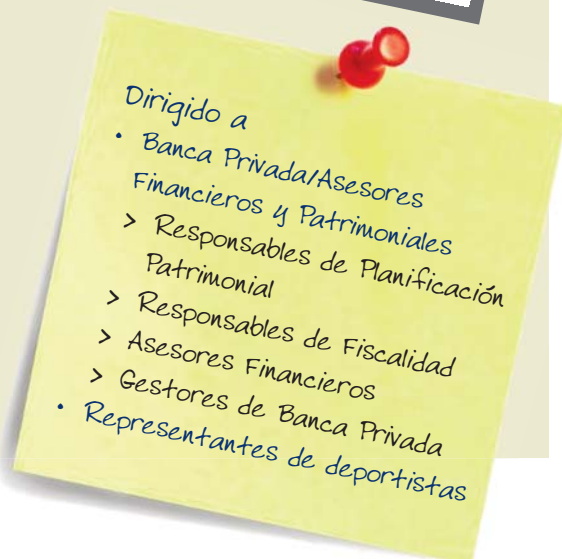 Dirigido a
• Banca Privada/Asesores
Financieros y Patrimoniales
> Responsables de Planificación
Patrimonial
> Responsables de Fiscalidad
> Asesores Financieros
> Gestores de Banca Privada
• Representantes de deportistas